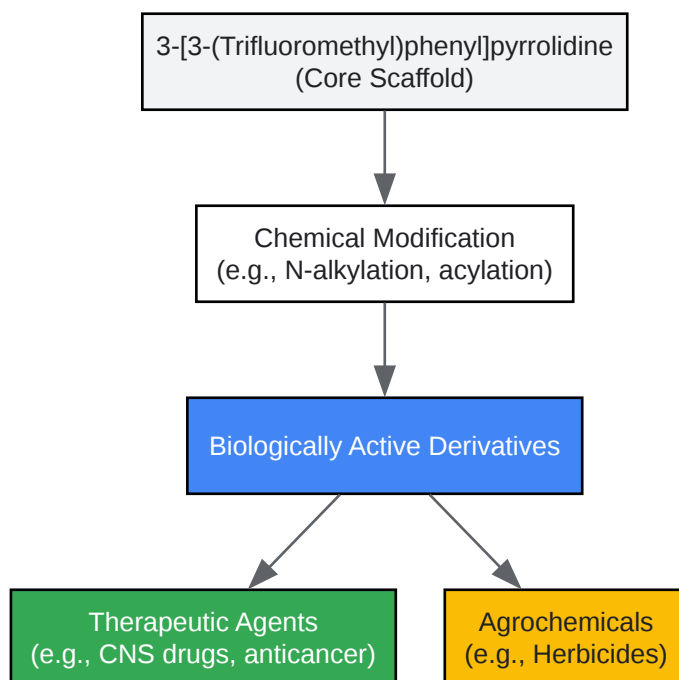 3-[3-(Trifluoromethyl)phenyl]pyrrolidine
(Core Scaffold)
Chemical Modification
(e.g., N-alkylation, acylation)
Biologically Active Derivatives
Therapeutic Agents
(e.g., CNS drugs, anticancer)
Agrochemicals
(e.g., Herbicides)